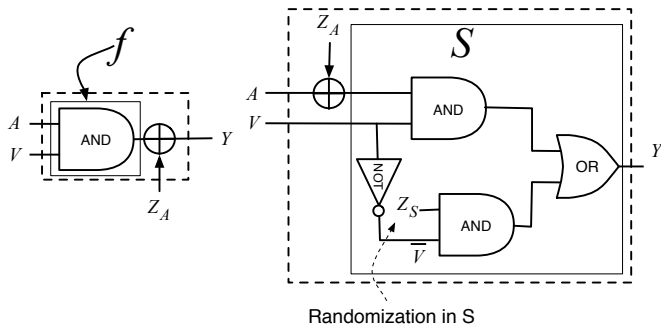 f
A
V
AND
Y
Z_A
S
Z_A
A
V
AND
NOT
Z_S
V̅
AND
OR
Y
Randomization in S